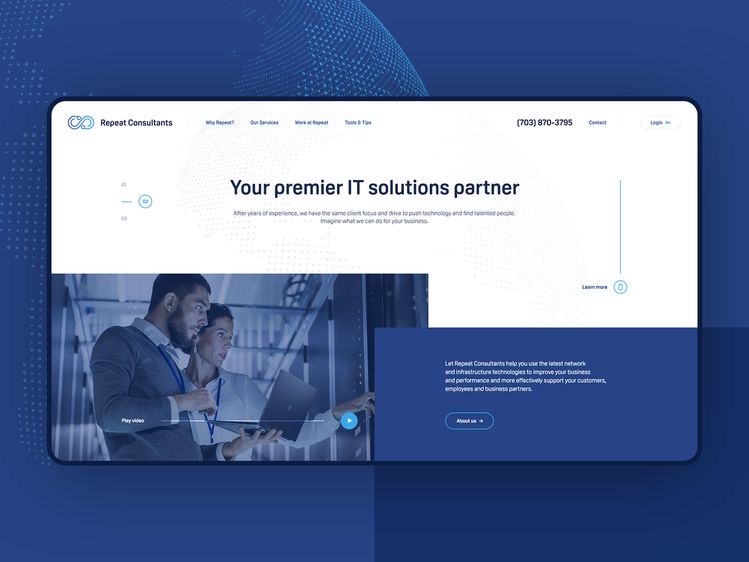 Repeat Consultants
Why Repeat?
Our Services
Work at Repeat
Tools & Tips
(703) 870-3795
Contact
Login
01
02
03
Your premier IT solutions partner
After years of experience, we have the same client focus and drive to push technology and find talented people.
Imagine what we can do for your business.
Learn more
Play video
Let Repeat Consultants help you use the latest network
and infrastructure technologies to improve your business
and performance and more effectively support your customers,
employees and business partners.
About us →